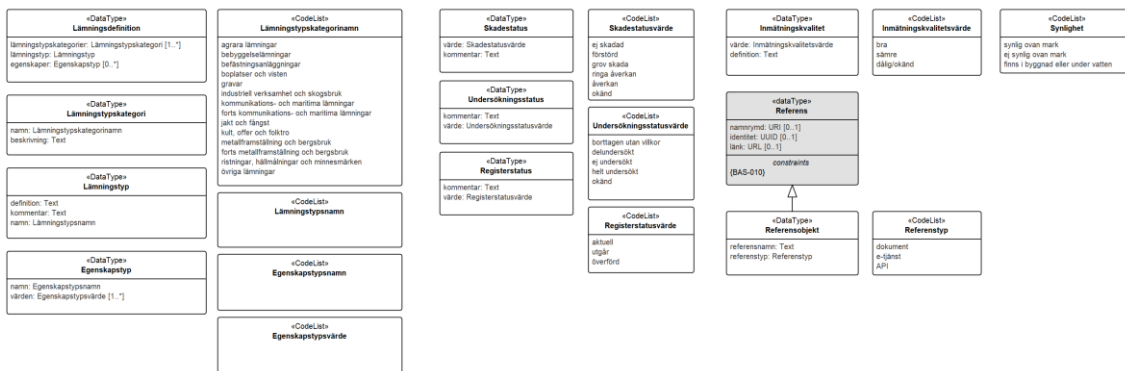 «DataType»
Lämningsdefinition
lämningstypskategorier: Lämningstypskategori [1..*]
lämningstyp: Lämningstyp
egenskaper: Egenskapstyp [0..*]
«DataType»
Lämningstypskategori
namn: Lämningstypskategorinamn
beskrivning: Text
«DataType»
Lämningstyp
definition: Text
kommentar: Text
namn: Lämningstypsnamn
«DataType»
Egenskapstyp
namn: Egenskapstypsnamn
värden: Egenskapstypsvärde [1..*]
«CodeList»
Lämningstypskategorinamn
agrara lämningar
bebyggelselämningar
befästningsanläggningar
boplatser och visten
gravar
industriell verksamhet och skogsbruk
kommunikations- och maritima lämningar
forts kommunikations- och maritima lämningar
jakt och fångst
kult, offer och folktro
metallframställning och bergsbruk
forts metallframställning och bergsbruk
ristningar, hällmålningar och minnesmärken
övriga lämningar
«CodeList»
Lämningstypsnamn
«CodeList»
Egenskapstypsnamn
«CodeList»
Egenskapstypsvärde
«DataType»
Skadestatus
värde: Skadestatusvärde
kommentar: Text
«DataType»
Undersökningsstatus
kommentar: Text
värde: Undersökningsstatusvärde
«DataType»
Registerstatus
kommentar: Text
värde: Registerstatusvärde
«CodeList»
Skadestatusvärde
ej skadad
förstörd
grov skada
ringa åverkan
åverkan
okänd
«CodeList»
Undersökningsstatusvärde
borttagen utan villkor
delundersökt
ej undersökt
helt undersökt
okänd
«CodeList»
Registerstatusvärde
aktuell
utgår
överförd
«DataType»
Inmätningskvalitet
värde: Inmätningskvalitetsvärde
definition: Text
«CodeList»
Inmätningskvalitetsvärde
bra
sämre
dålig/okänd
«CodeList»
Synlighet
synlig ovan mark
ej synlig ovan mark
finns i byggnad eller under vatten
«dataType»
Referens
namnrymd: URI [0..1]
identitet: UUID [0..1]
länk: URL [0..1]
constraints
{BAS-010}
«DataType»
Referensobjekt
referensnamn: Text
referenstyp: Referenstyp
«CodeList»
Referenstyp
dokument
e-tjänst
API